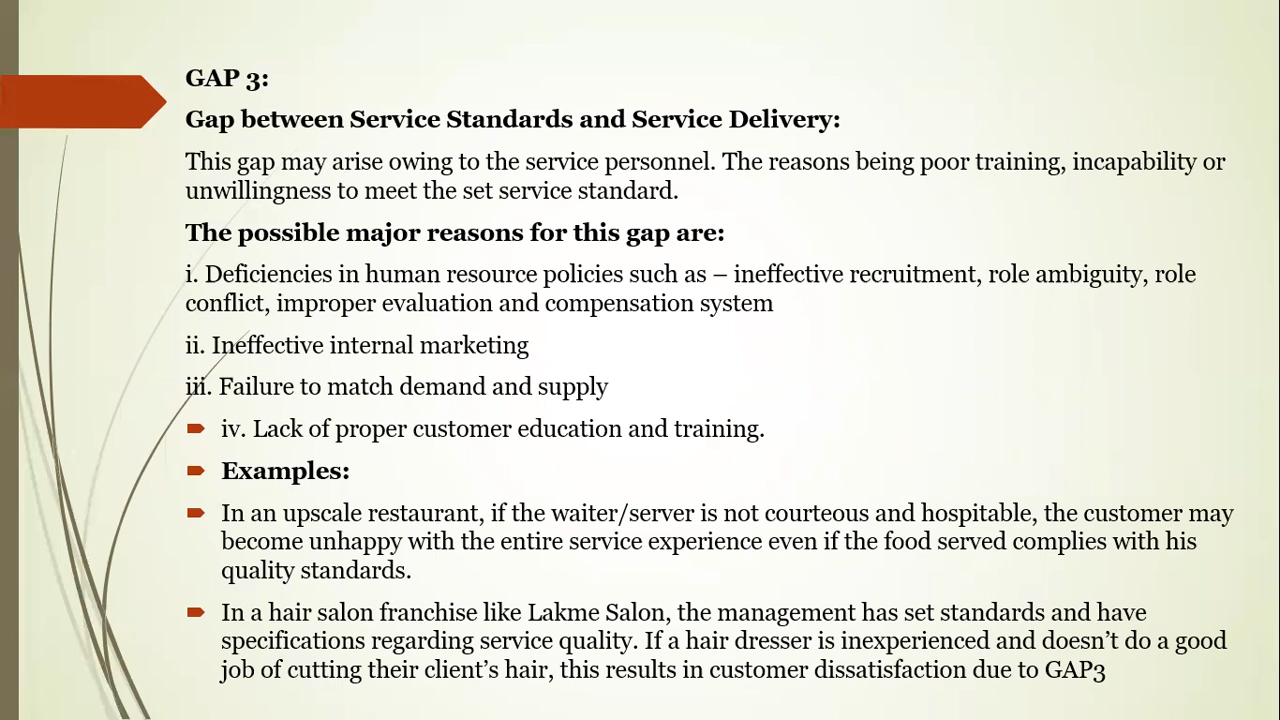 GAP 3:
Gap between Service Standards and Service Delivery:
This gap may arise owing to the service personnel. The reasons being poor training, incapability or
unwillingness to meet the set service standard.
The possible major reasons for this gap are:
i. Deficiencies in human resource policies such as – ineffective recruitment, role ambiguity, role
conflict, improper evaluation and compensation system
ii. Ineffective internal marketing
iii. Failure to match demand and supply
iv. Lack of proper customer education and training.
Examples:
In an upscale restaurant, if the waiter/server is not courteous and hospitable, the customer may
become unhappy with the entire service experience even if the food served complies with his
quality standards.
In a hair salon franchise like Lakme Salon, the management has set standards and have
specifications regarding service quality. If a hair dresser is inexperienced and doesn’t do a good
job of cutting their client’s hair, this results in customer dissatisfaction due to GAP3